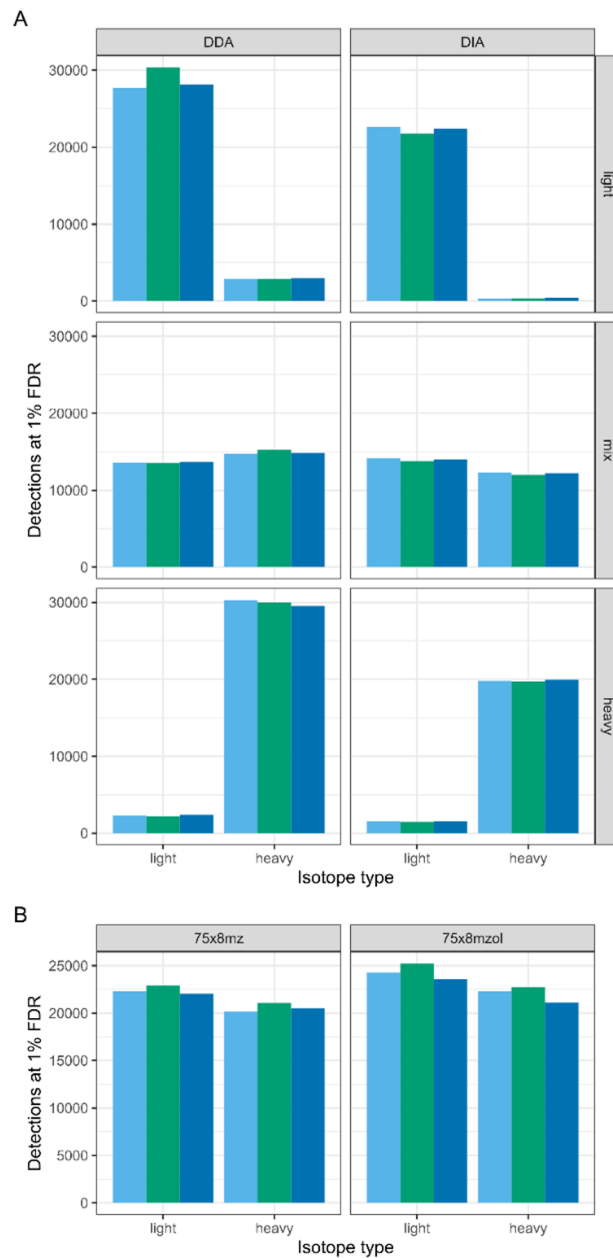 A
DDA DIA
30000
20000
10000
0
light
30000
20000
10000
0
mix
Detections at 1% FDR
30000
20000
10000
0
heavy
light heavy light heavy
Isotope type
B
75x8mz 75x8mzol
25000
20000
15000
10000
5000
0
Detections at 1% FDR
light heavy light heavy
Isotope type